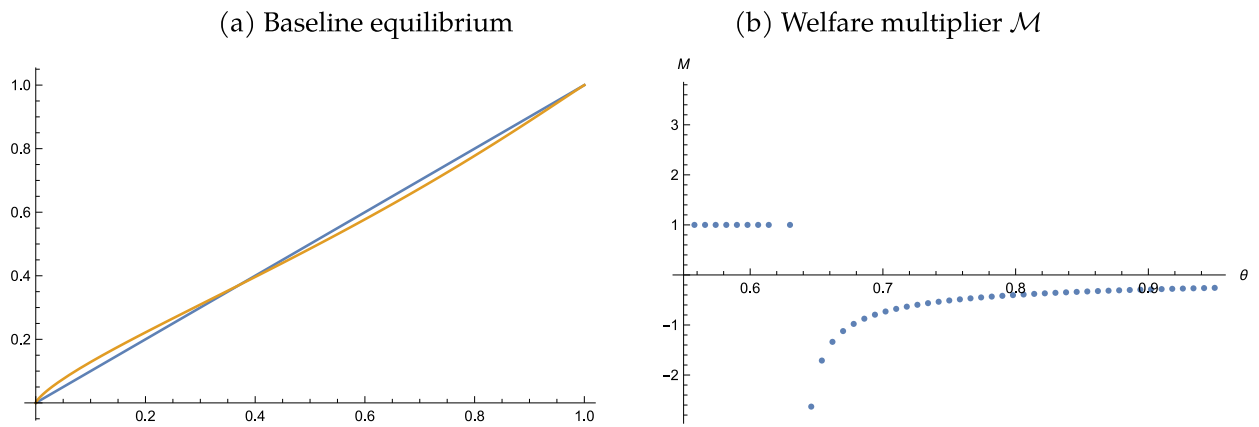 (a) Baseline equilibrium
1.0
0.8
0.6
0.4
0.2
0.2 0.4 0.6 0.8 1.0
(b) Welfare multiplier ℳ
M
3
2
1
-1
-2
0.6 0.7 0.8 0.9 θ